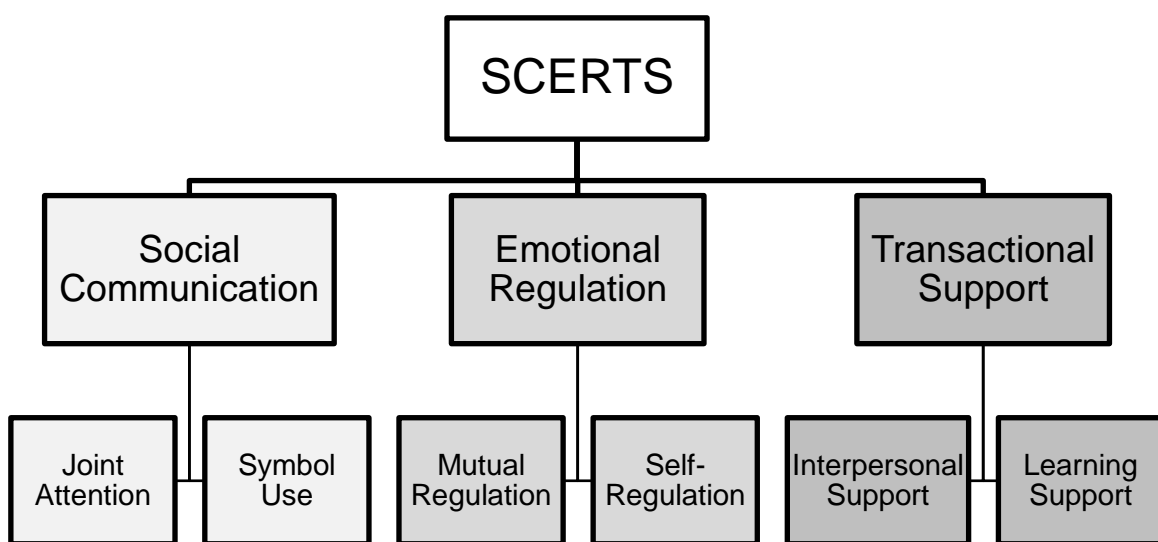 SCERTS
Social
Communication
Emotional
Regulation
Transactional
Support
Joint
Attention
Symbol
Use
Mutual
Regulation
Self-
Regulation
Interpersonal
Support
Learning
Support